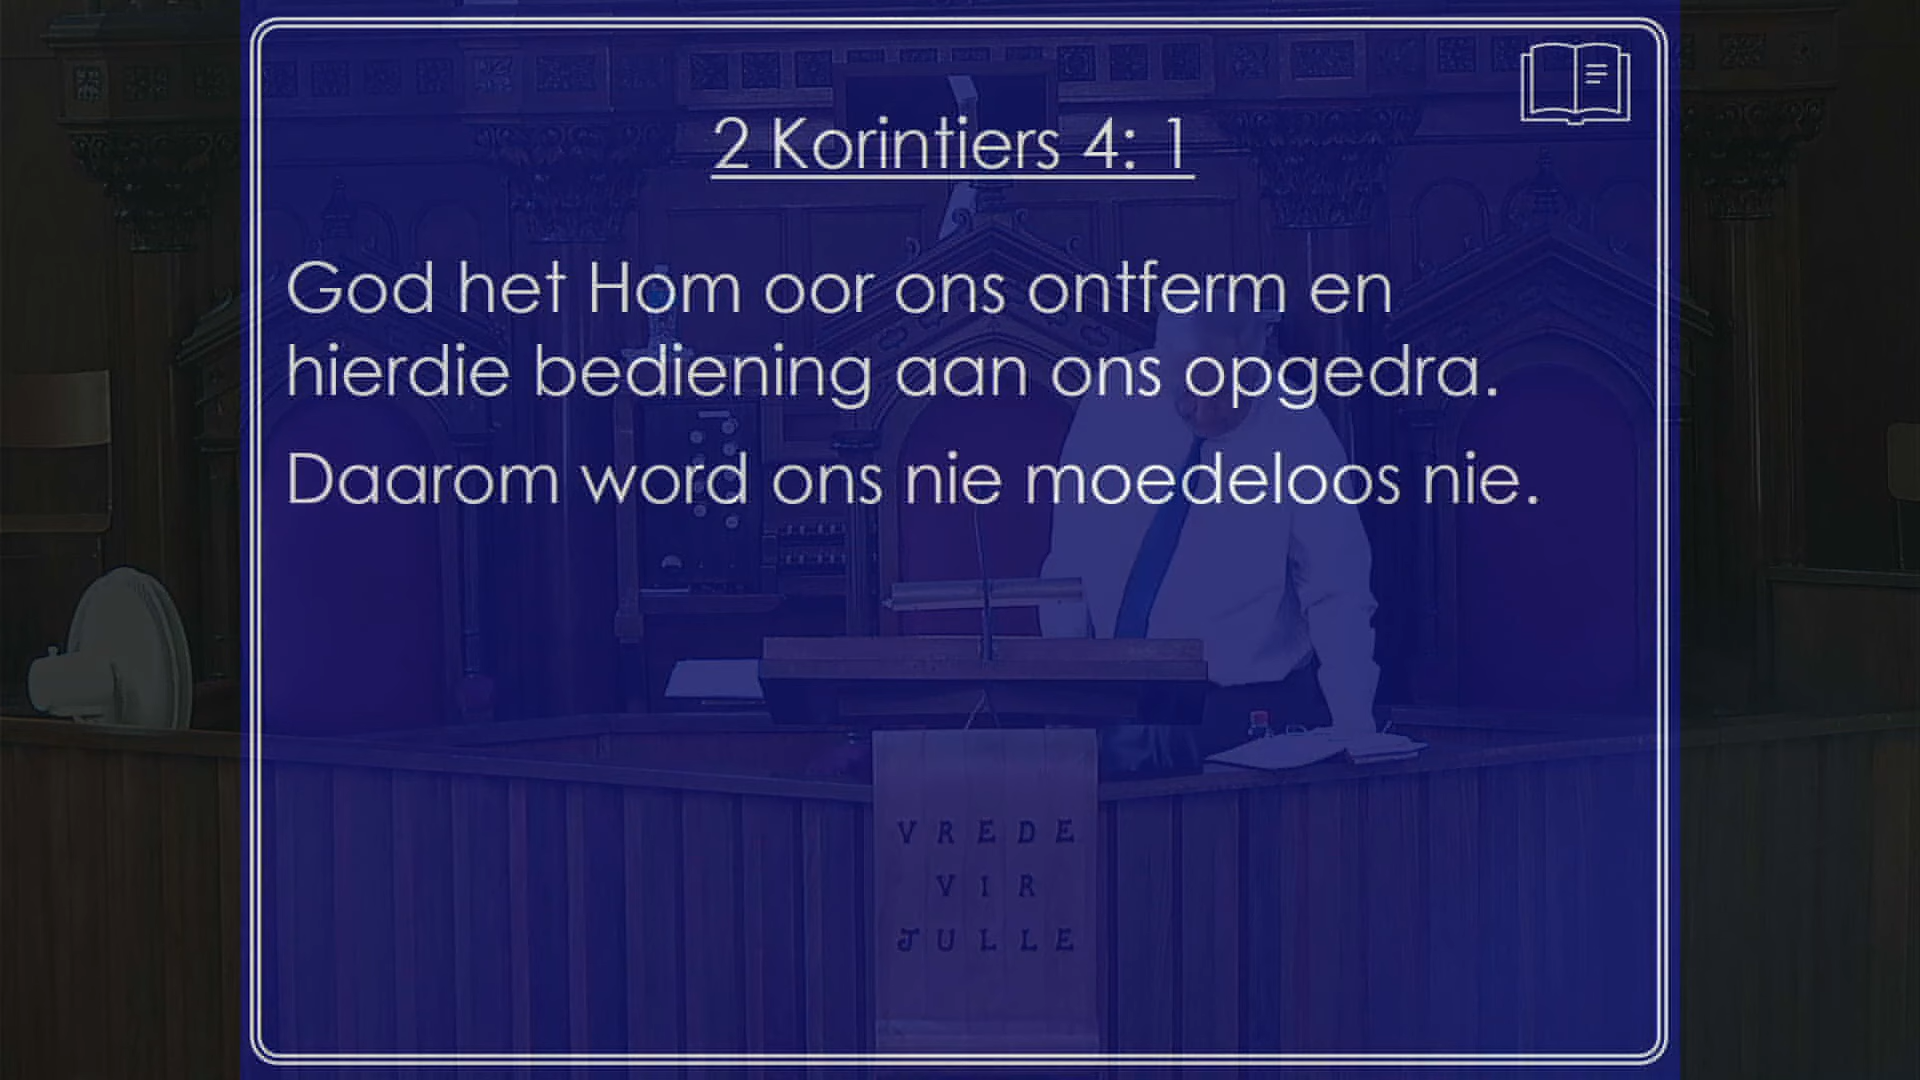 2 Korintiers 4: 1
God het Hom oor ons ontferm en
hierdie bediening aan ons opgedra.
Daarom word ons nie moedeloos nie.
VREDE
VIR
JULLE